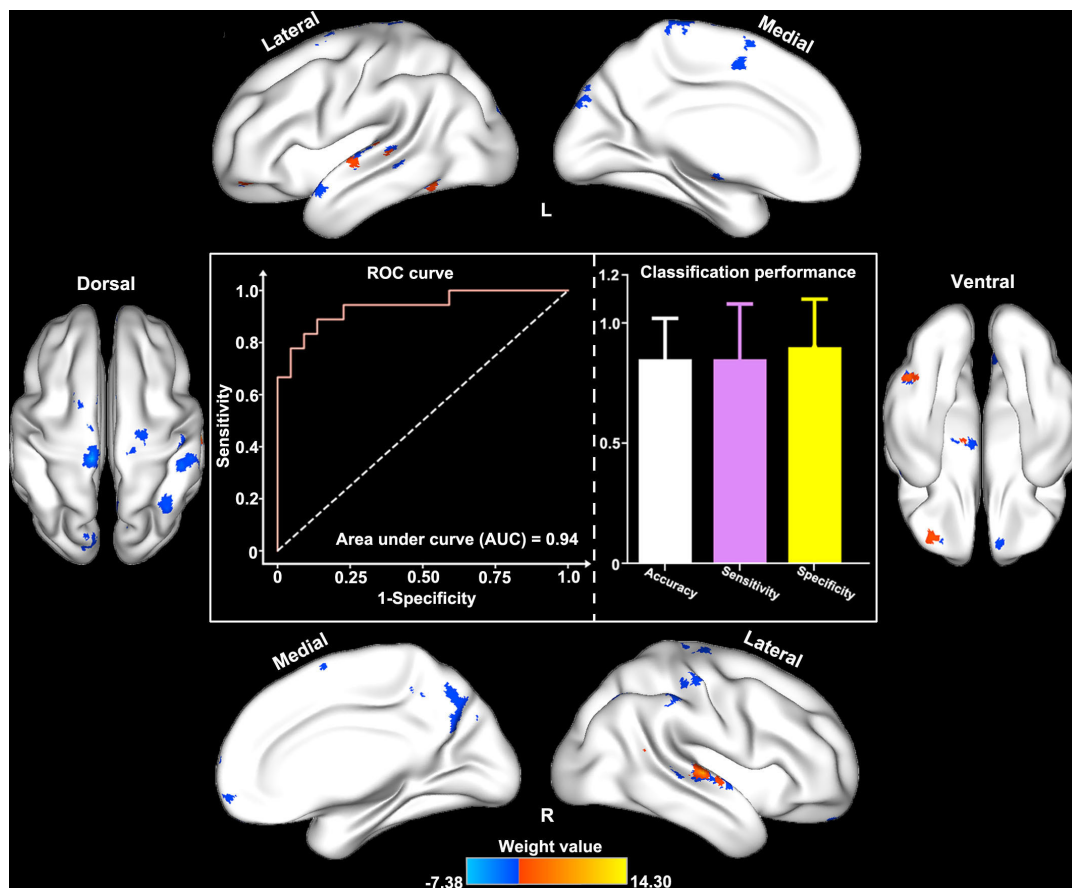 Lateral
Medial
L
Dorsal
Ventral
ROC curve
Sensitivity
1.0
0.8
0.6
0.4
0.2
0
0
0.25
0.50
0.75
1.0
1-Specificity
Area under curve (AUC) = 0.94
Classification performance
1.2
1.0
0.5
0
Accuracy
Sensitivity
Specificity
Medial
Lateral
R
Weight value
-7.38
14.30